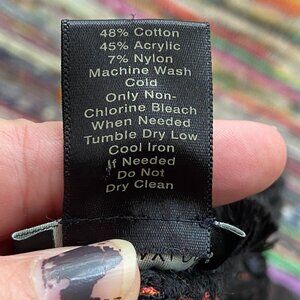 48% Cotton
45% Acrylic
7% Nylon
Machine Wash
Cold
Only Non-
Chlorine Bleach
When Needed
Tumble Dry Low
Cool Iron
If Needed
Do Not
Dry Clean